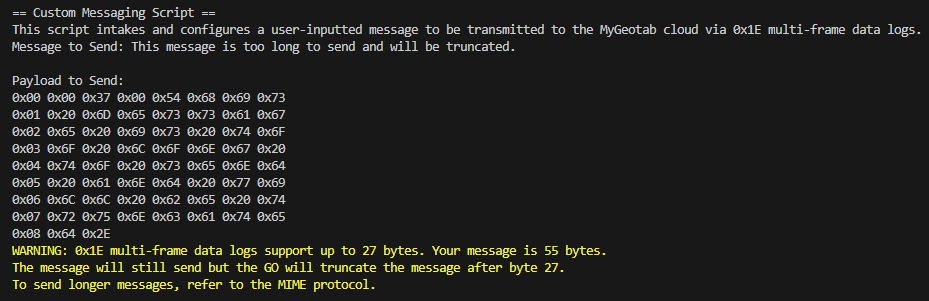 == Custom Messaging Script ==
This script intakes and configures a user-inputted message to be transmitted to the MyGeotab cloud via 0x1E multi-frame data logs.
Message to Send: This message is too long to send and will be truncated.
Payload to Send:
0x00 0x00 0x37 0x00 0x54 0x68 0x69 0x73
0x01 0x20 0x6D 0x65 0x73 0x73 0x61 0x67
0x02 0x65 0x20 0x69 0x73 0x20 0x74 0x6F
0x03 0x6F 0x20 0x6C 0x6F 0x6E 0x67 0x20
0x04 0x74 0x6F 0x20 0x73 0x65 0x6E 0x64
0x05 0x20 0x61 0x6E 0x64 0x20 0x77 0x69
0x06 0x6C 0x6C 0x20 0x62 0x65 0x20 0x74
0x07 0x72 0x75 0x6E 0x63 0x61 0x74 0x65
0x08 0x64 0x2E
WARNING: 0x1E multi-frame data logs support up to 27 bytes. Your message is 55 bytes.
The message will still send but the GO will truncate the message after byte 27.
To send longer messages, refer to the MIME protocol.